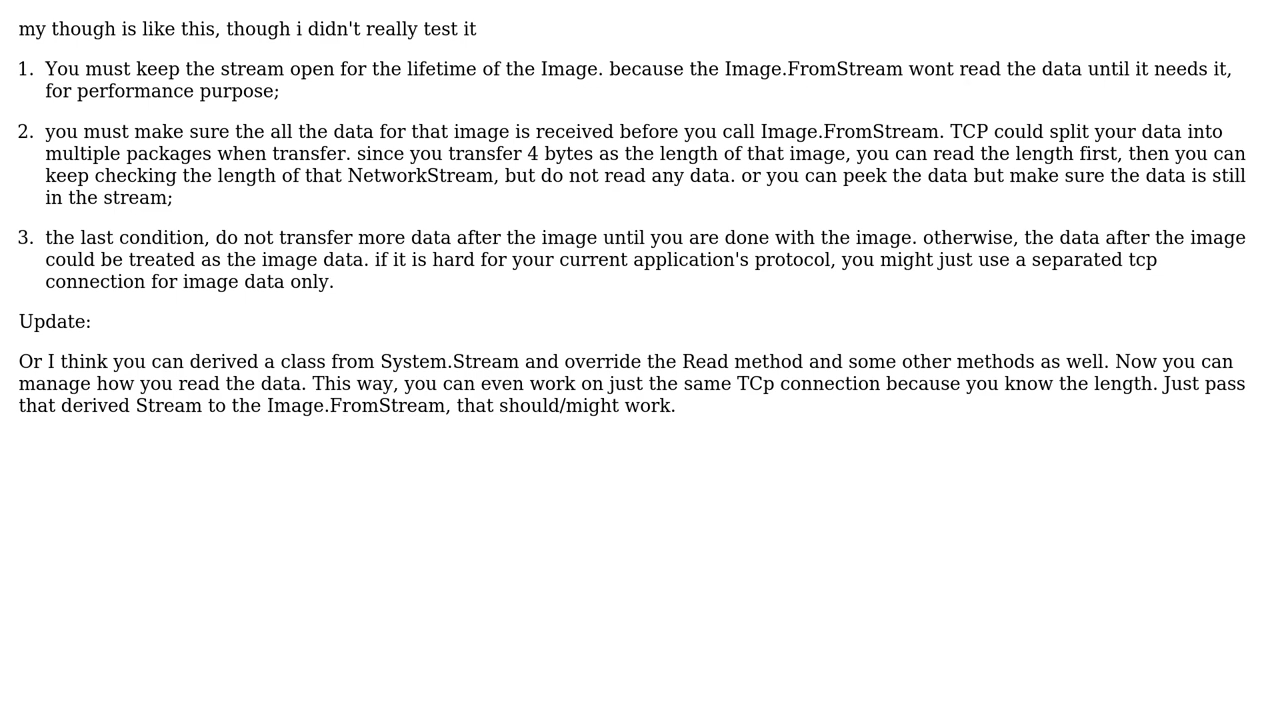 my though is like this, though i didn't really test it
1. You must keep the stream open for the lifetime of the Image. because the Image.FromStream wont read the data until it needs it,
for performance purpose;
2. you must make sure the all the data for that image is received before you call Image.FromStream. TCP could split your data into
multiple packages when transfer. since you transfer 4 bytes as the length of that image, you can read the length first, then you can
keep checking the length of that NetworkStream, but do not read any data. or you can peek the data but make sure the data is still
in the stream;
3. the last condition, do not transfer more data after the image until you are done with the image. otherwise, the data after the image
could be treated as the image data. if it is hard for your current application's protocol, you might just use a separated tcp
connection for image data only.
Update:
Or I think you can derived a class from System.Stream and override the Read method and some other methods as well. Now you can
manage how you read the data. This way, you can even work on just the same TCp connection because you know the length. Just pass
that derived Stream to the Image.FromStream, that should/might work.